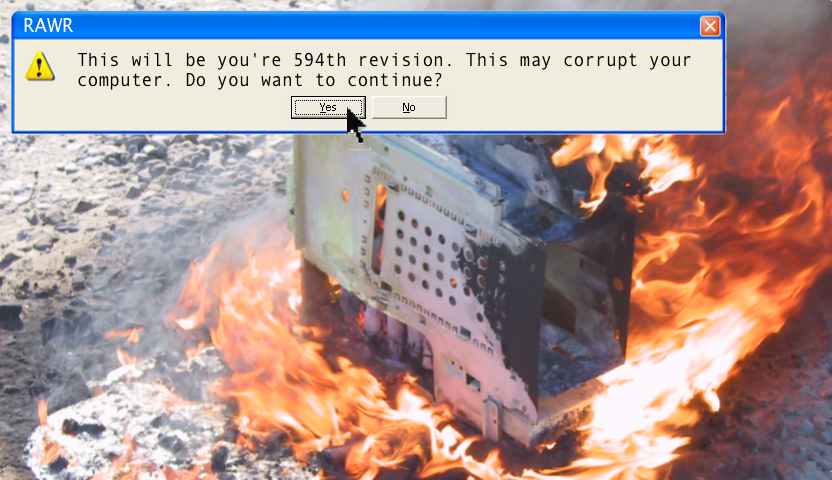 RAWR
This will be you're 594th revision. This may corrupt your
computer. Do you want to continue?
Yes
No